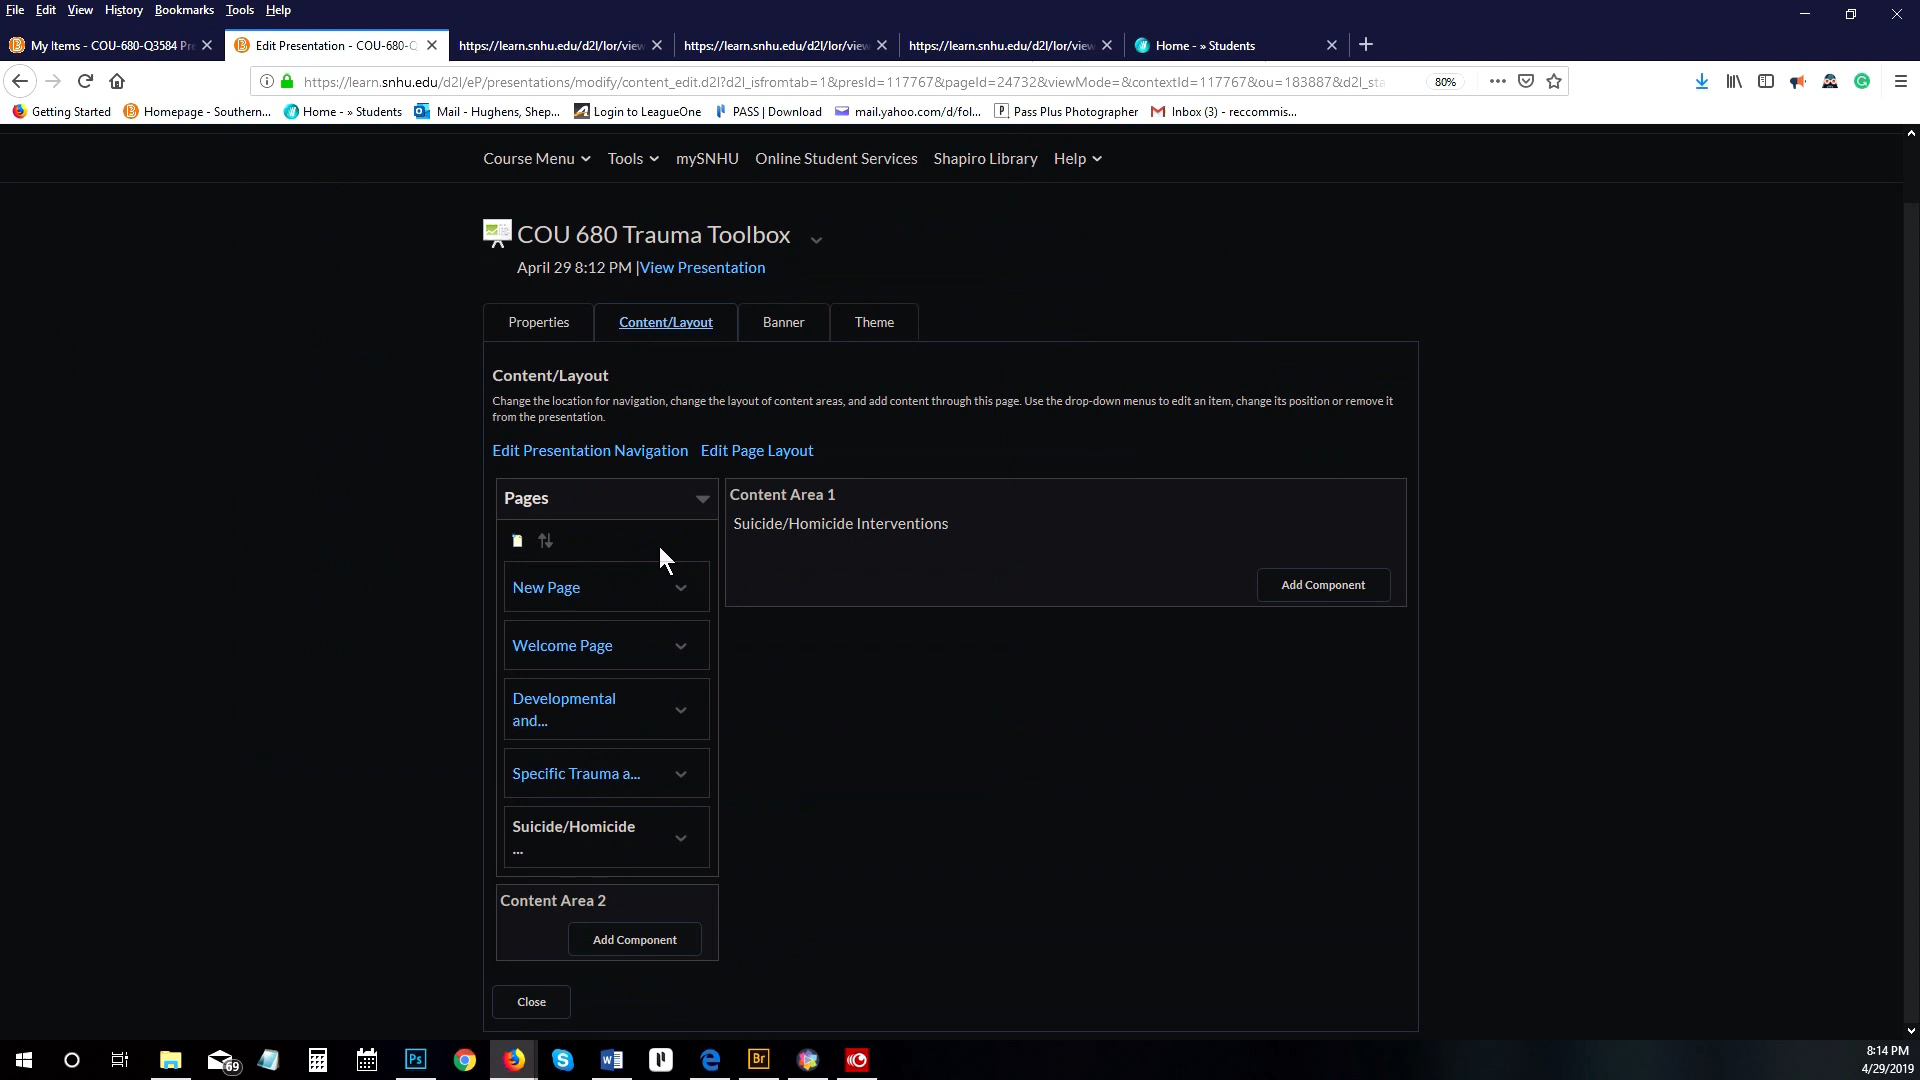 File Edit View History Bookmarks Tools Help
My Items - COU-680-Q3584 Pre
Edit Presentation - COU-680-Q
https://learn.snhu.edu/d2l/lor/view
https://learn.snhu.edu/d2l/lor/view
https://learn.snhu.edu/d2l/lor/view
Home - » Students
https://learn.snhu.edu/d2l/eP/presentations/modify/content_edit.d2l?d2l_isfromtab=1&presId=117767&pageId=24732&viewMode=&contextId=117767&ou=183887&d2l_sta
80%
Getting Started
Homepage - Southern...
Home - » Students
Mail - Hughens, Shep...
Login to LeagueOne
PASS | Download
mail.yahoo.com/d/fol...
Pass Plus Photographer
Inbox (3) - reccommis...
Course Menu Tools mySNHU Online Student Services Shapiro Library Help
COU 680 Trauma Toolbox
April 29 8:12 PM |View Presentation
Properties Content/Layout Banner Theme
Content/Layout
Change the location for navigation, change the layout of content areas, and add content through this page. Use the drop-down menus to edit an item, change its position or remove it
from the presentation.
Edit Presentation Navigation Edit Page Layout
Pages
New Page
Welcome Page
Developmental
and...
Specific Trauma a...
Suicide/Homicide
...
Content Area 1
Suicide/Homicide Interventions
Add Component
Content Area 2
Add Component
Close
69
Ps
Br
8:14 PM
4/29/2019